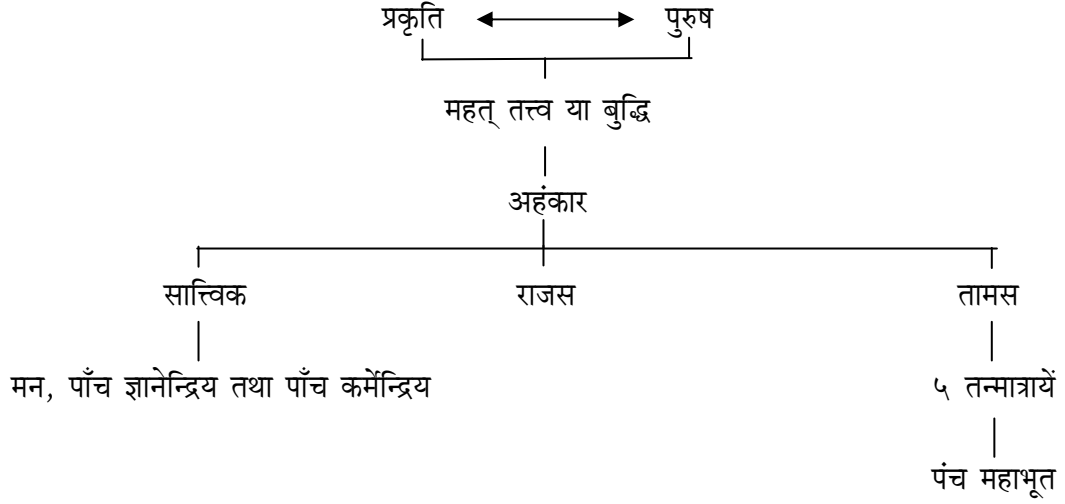 प्रकृति पुरुष
महत् तत्त्व या बुद्धि
अहंकार
सात्त्विक राजस तामस
मन, पाँच ज्ञानेन्द्रिय तथा पाँच कर्मेन्द्रिय ५ तन्मात्रायें
पंच महाभूत